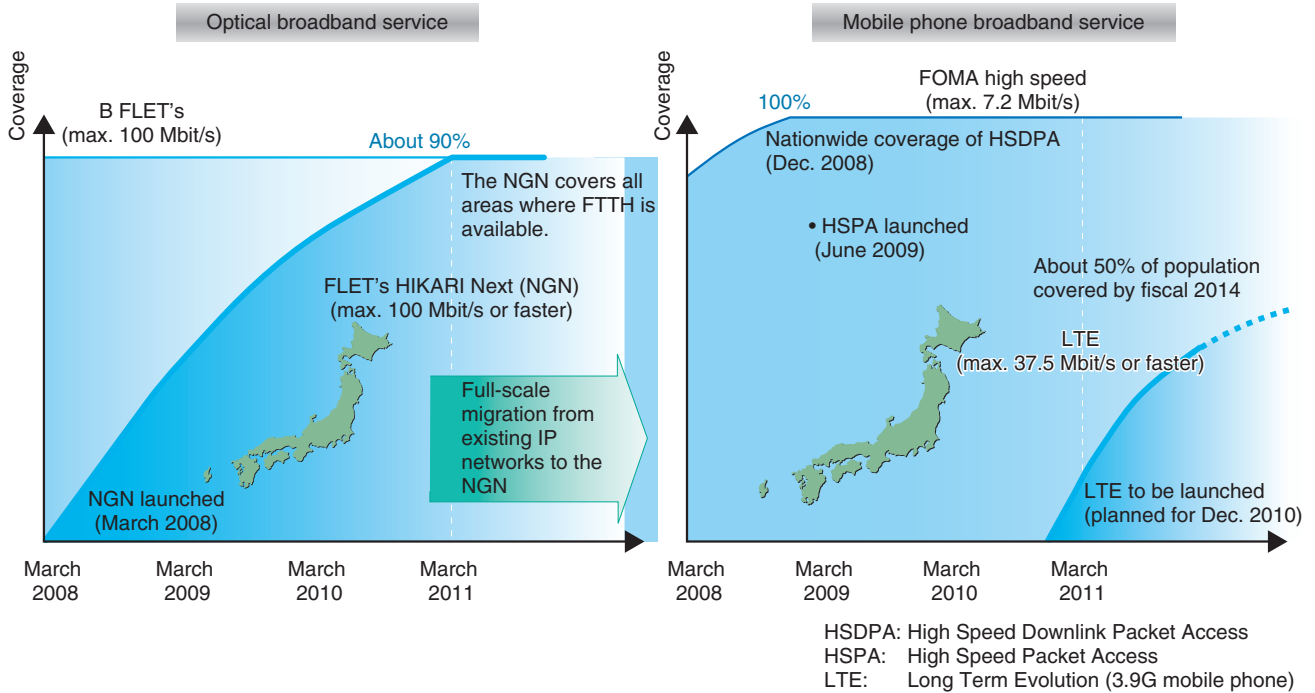 Optical broadband service
Coverage
B FLET's
(max. 100 Mbit/s)
About 90%
The NGN covers all
areas where FTTH is
available.
FLET's HIKARI Next (NGN)
(max. 100 Mbit/s or faster)
Full-scale
migration from
existing IP
networks to the
NGN
NGN launched
(March 2008)
March
2008
March
2009
March
2010
March
2011
Mobile phone broadband service
Coverage
FOMA high speed
(max. 7.2 Mbit/s)
100%
Nationwide coverage of HSDPA
(Dec. 2008)
• HSPA launched
(June 2009)
About 50% of population
covered by fiscal 2014
LTE
(max. 37.5 Mbit/s or faster)
LTE to be launched
(planned for Dec. 2010)
March
2008
March
2009
March
2010
March
2011
HSDPA: High Speed Downlink Packet Access
HSPA: High Speed Packet Access
LTE: Long Term Evolution (3.9G mobile phone)